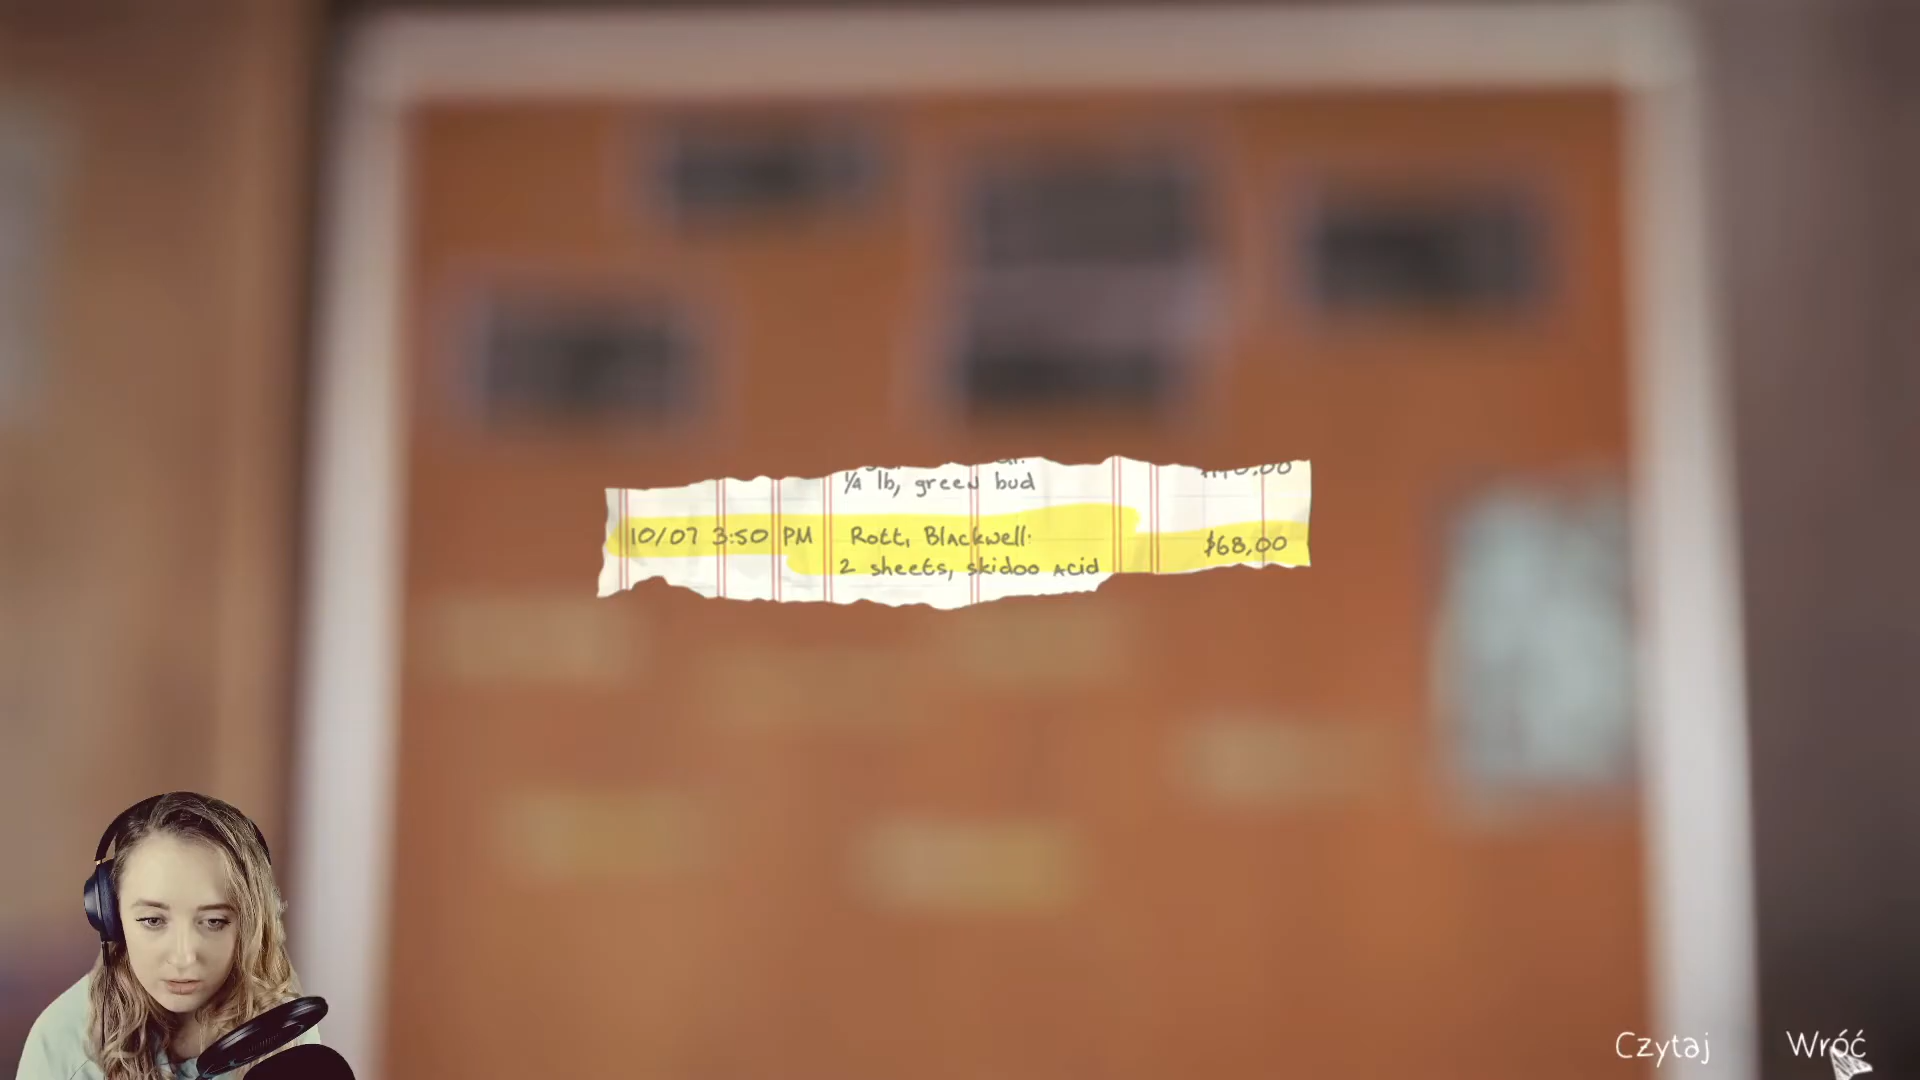 1/4 lb, green bud
10/07 3:50 PM Rott, Blackwell: $68,00
2 sheets, skidoo Acid
Czytaj Wróć